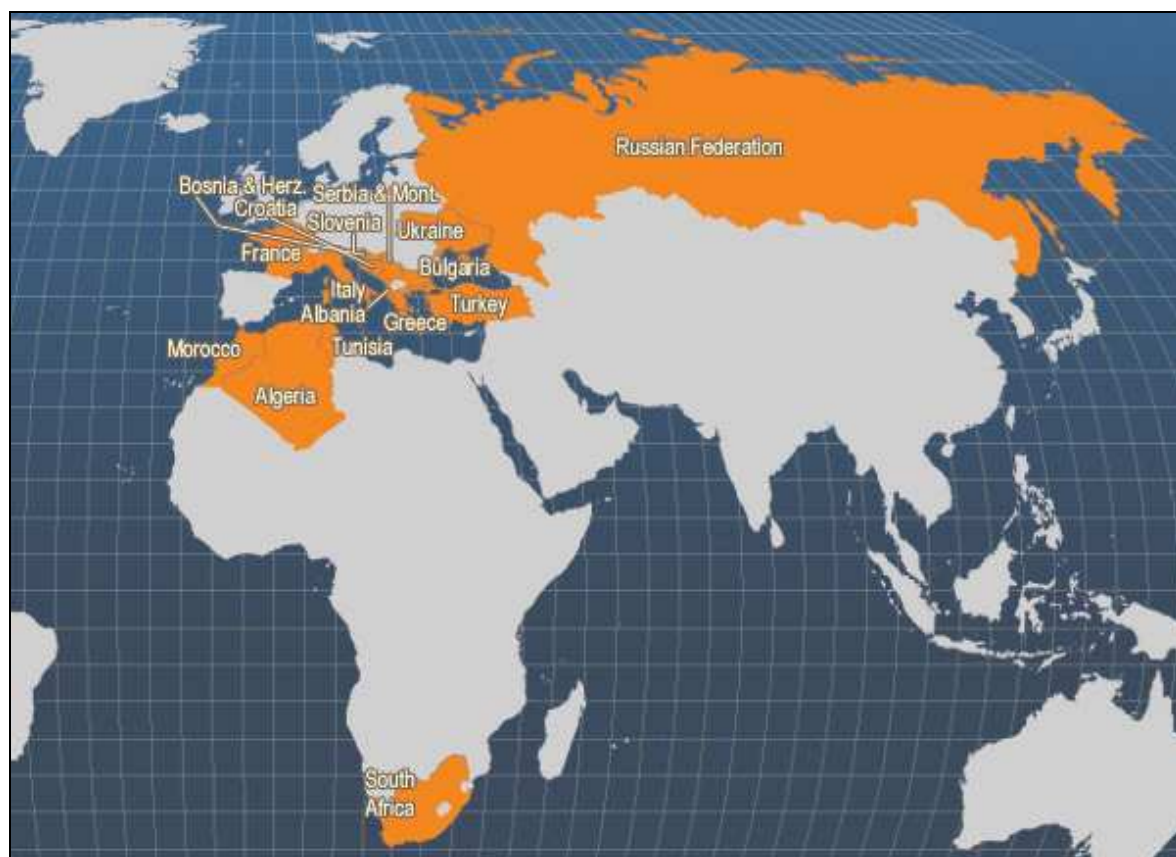 Russian Federation
Bosnia & Herz.
Serbia & Mont.
Croatia
Slovenia
Ukraine
France
Bulgaria
Italy
Albania
Greece
Turkey
Morocco
Tunisia
Algeria
South
Africa